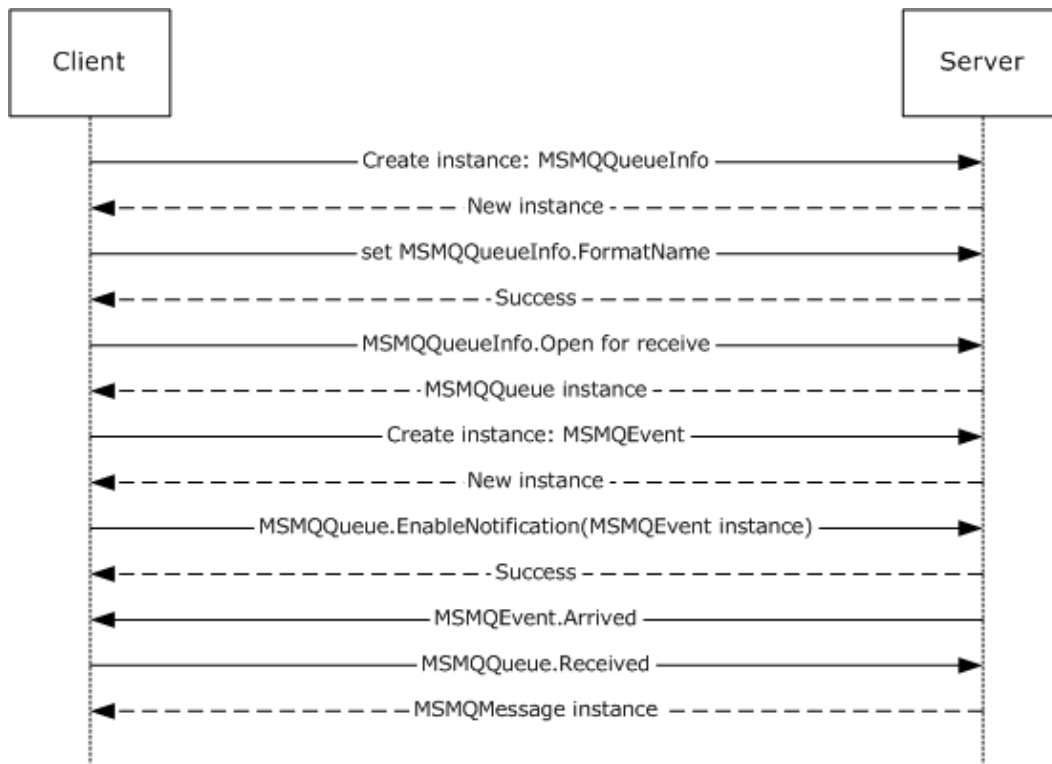 Client
Server
Create instance: MSMQQueueInfo
New instance
set MSMQQueueInfo.FormatName
Success
MSMQQueueInfo.Open for receive
MSMQQueue instance
Create instance: MSMQEvent
New instance
MSMQQueue.EnableNotification(MSMQEvent instance)
Success
MSMQEvent.Arrived
MSMQQueue.Received
MSMQMessage instance